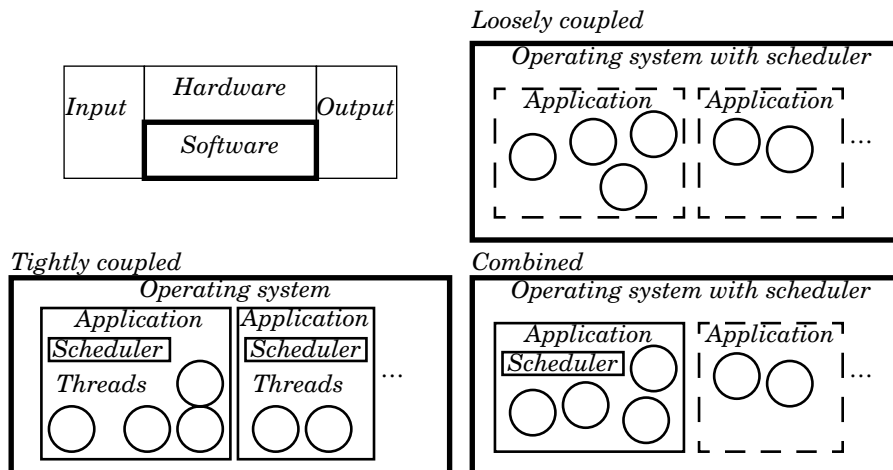 Input
Hardware
Output
Software
Loosely coupled
Operating system with scheduler
Application Application
...
Tightly coupled
Operating system
Application Application
Scheduler Scheduler
Threads Threads
...
Combined
Operating system with scheduler
Application Application
Scheduler
...